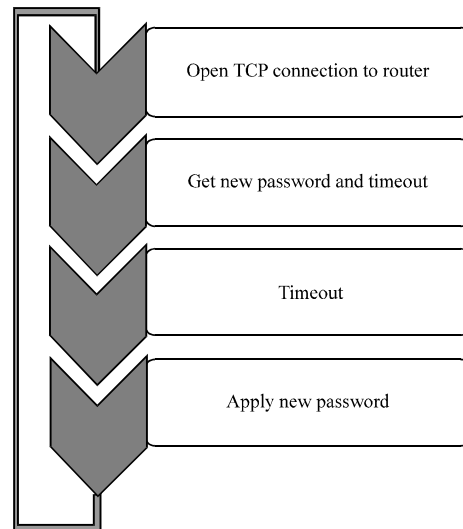 Open TCP connection to router
Get new password and timeout
Timeout
Apply new password